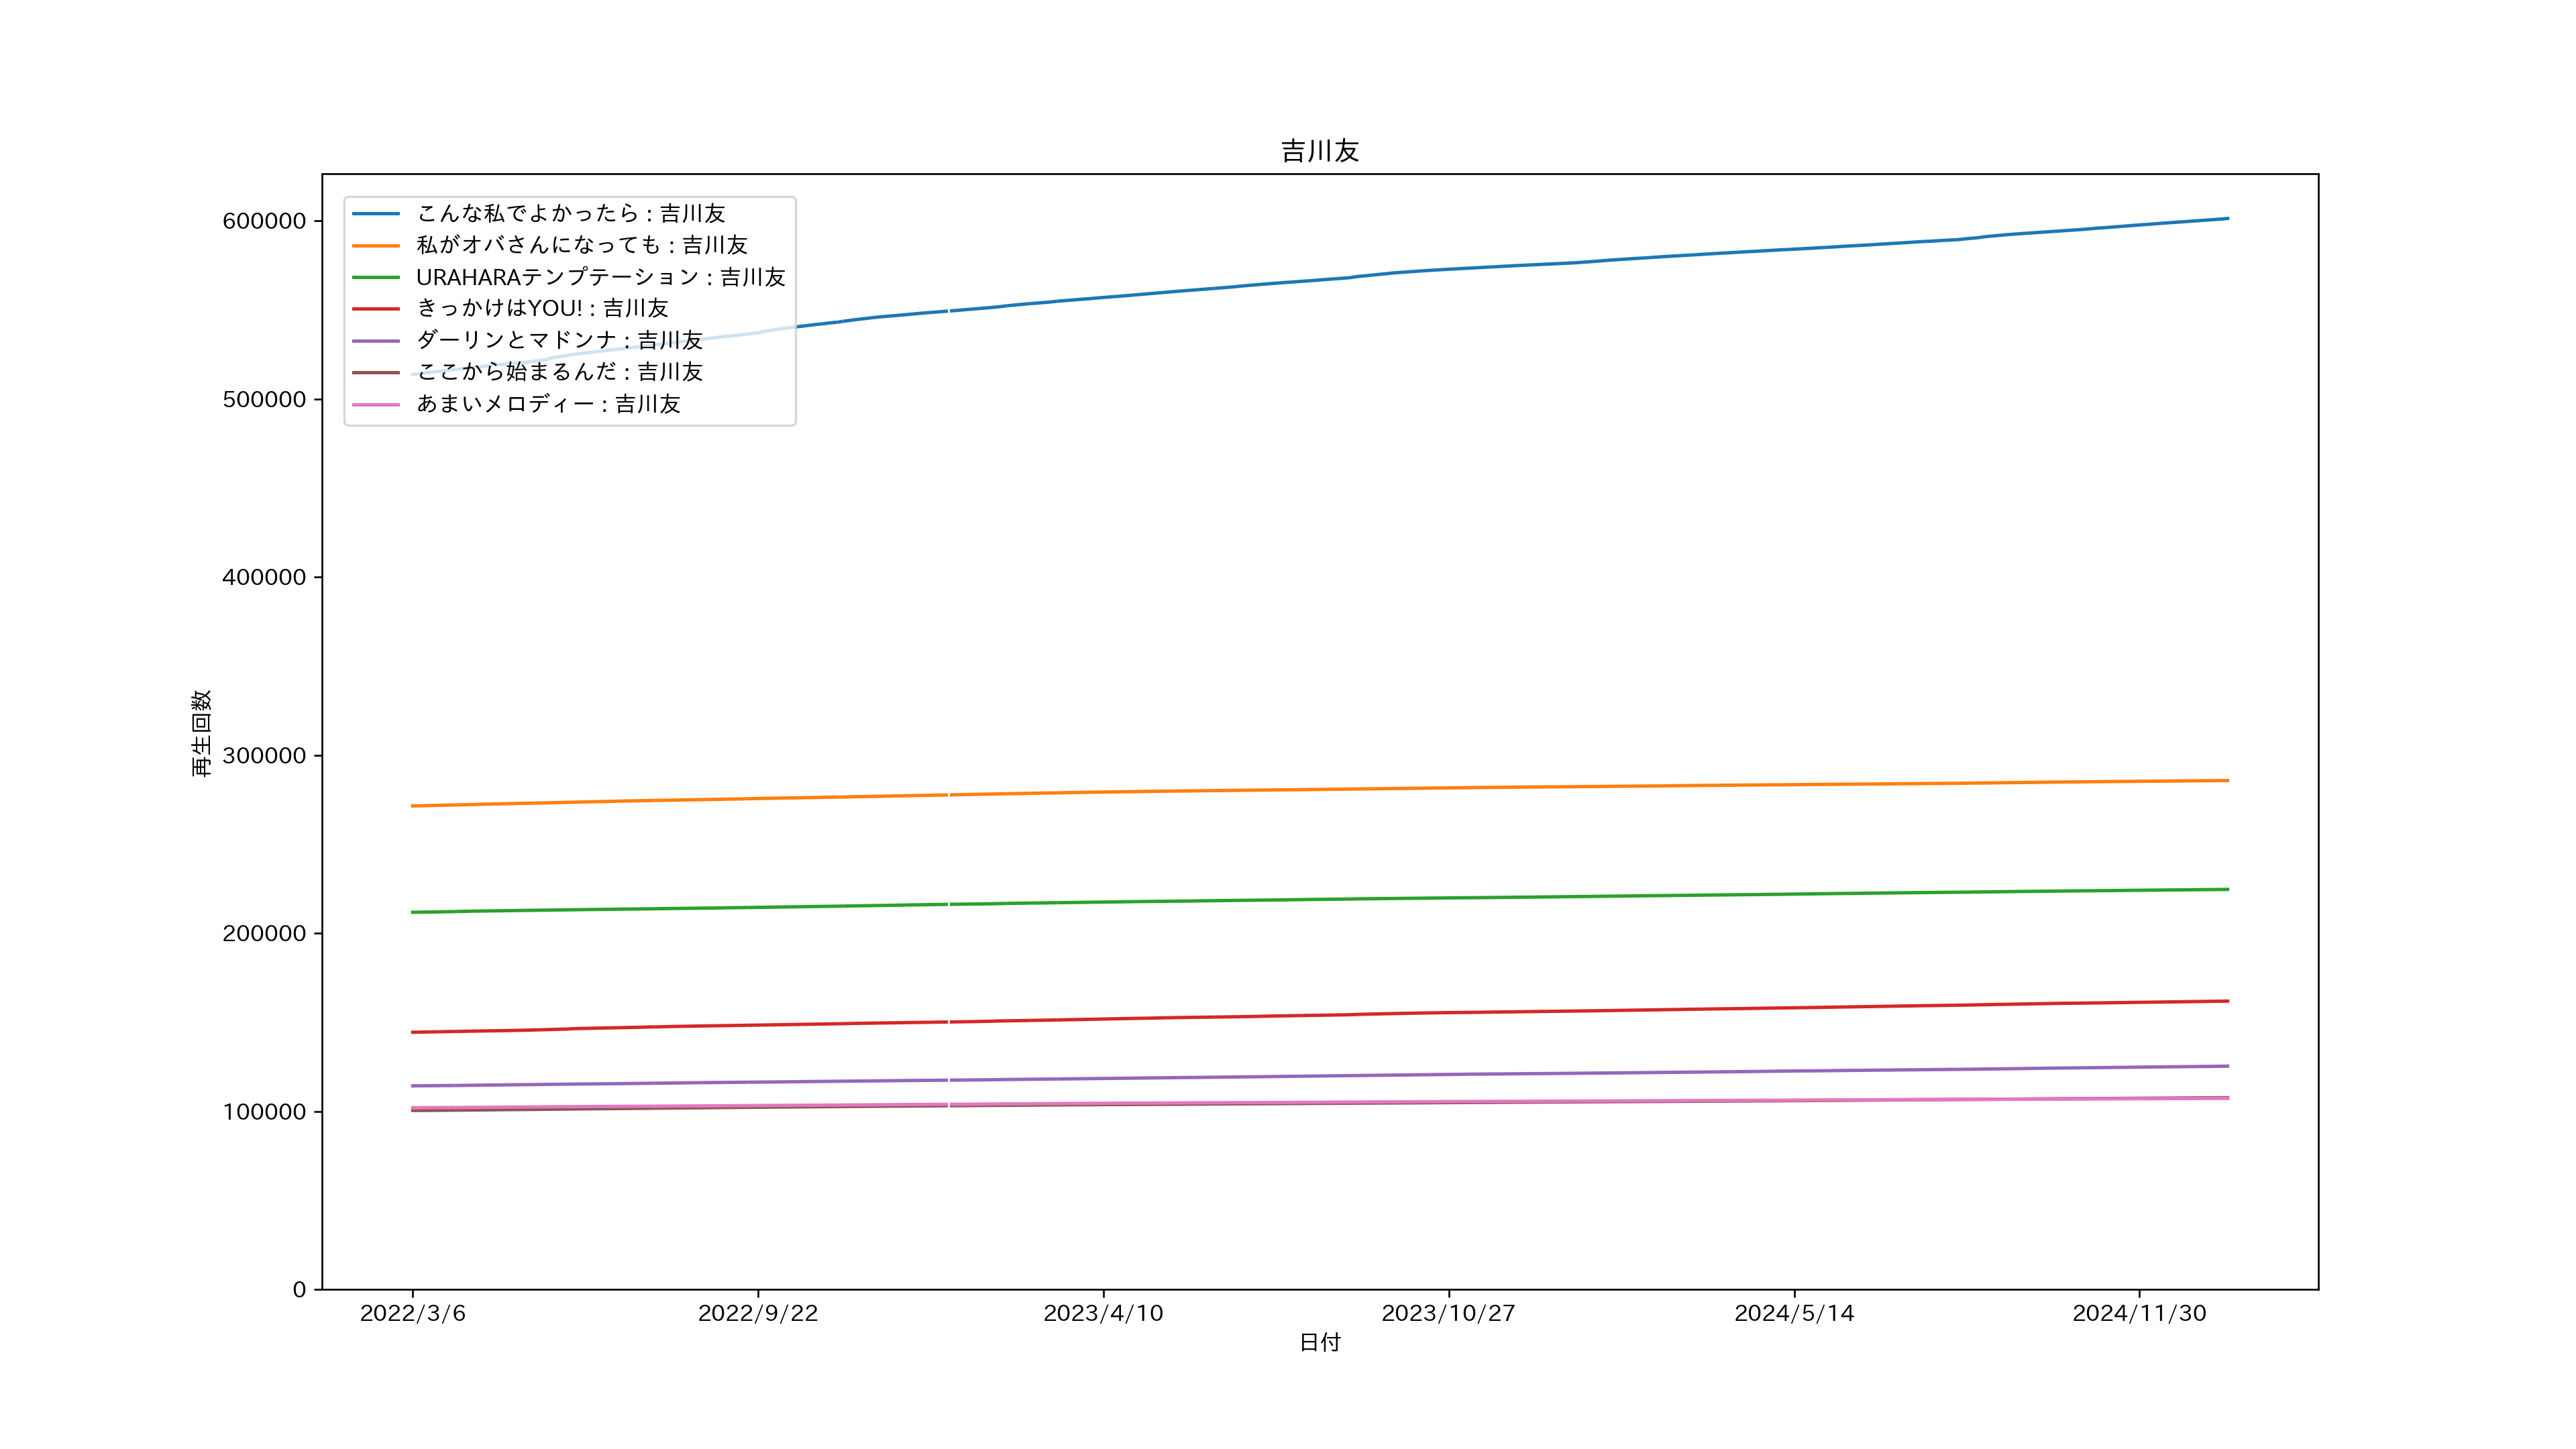 吉川友
こんな私でよかったら : 吉川友
私がオバさんになっても : 吉川友
URAHARAテンプテーション : 吉川友
きっかけはYOU! : 吉川友
ダーリンとマドンナ : 吉川友
ここから始まるんだ : 吉川友
あまいメロディー : 吉川友
600000
500000
400000
300000
200000
100000
0
再生回数
2022/3/6
2022/9/22
2023/4/10
2023/10/27
2024/5/14
2024/11/30
日付